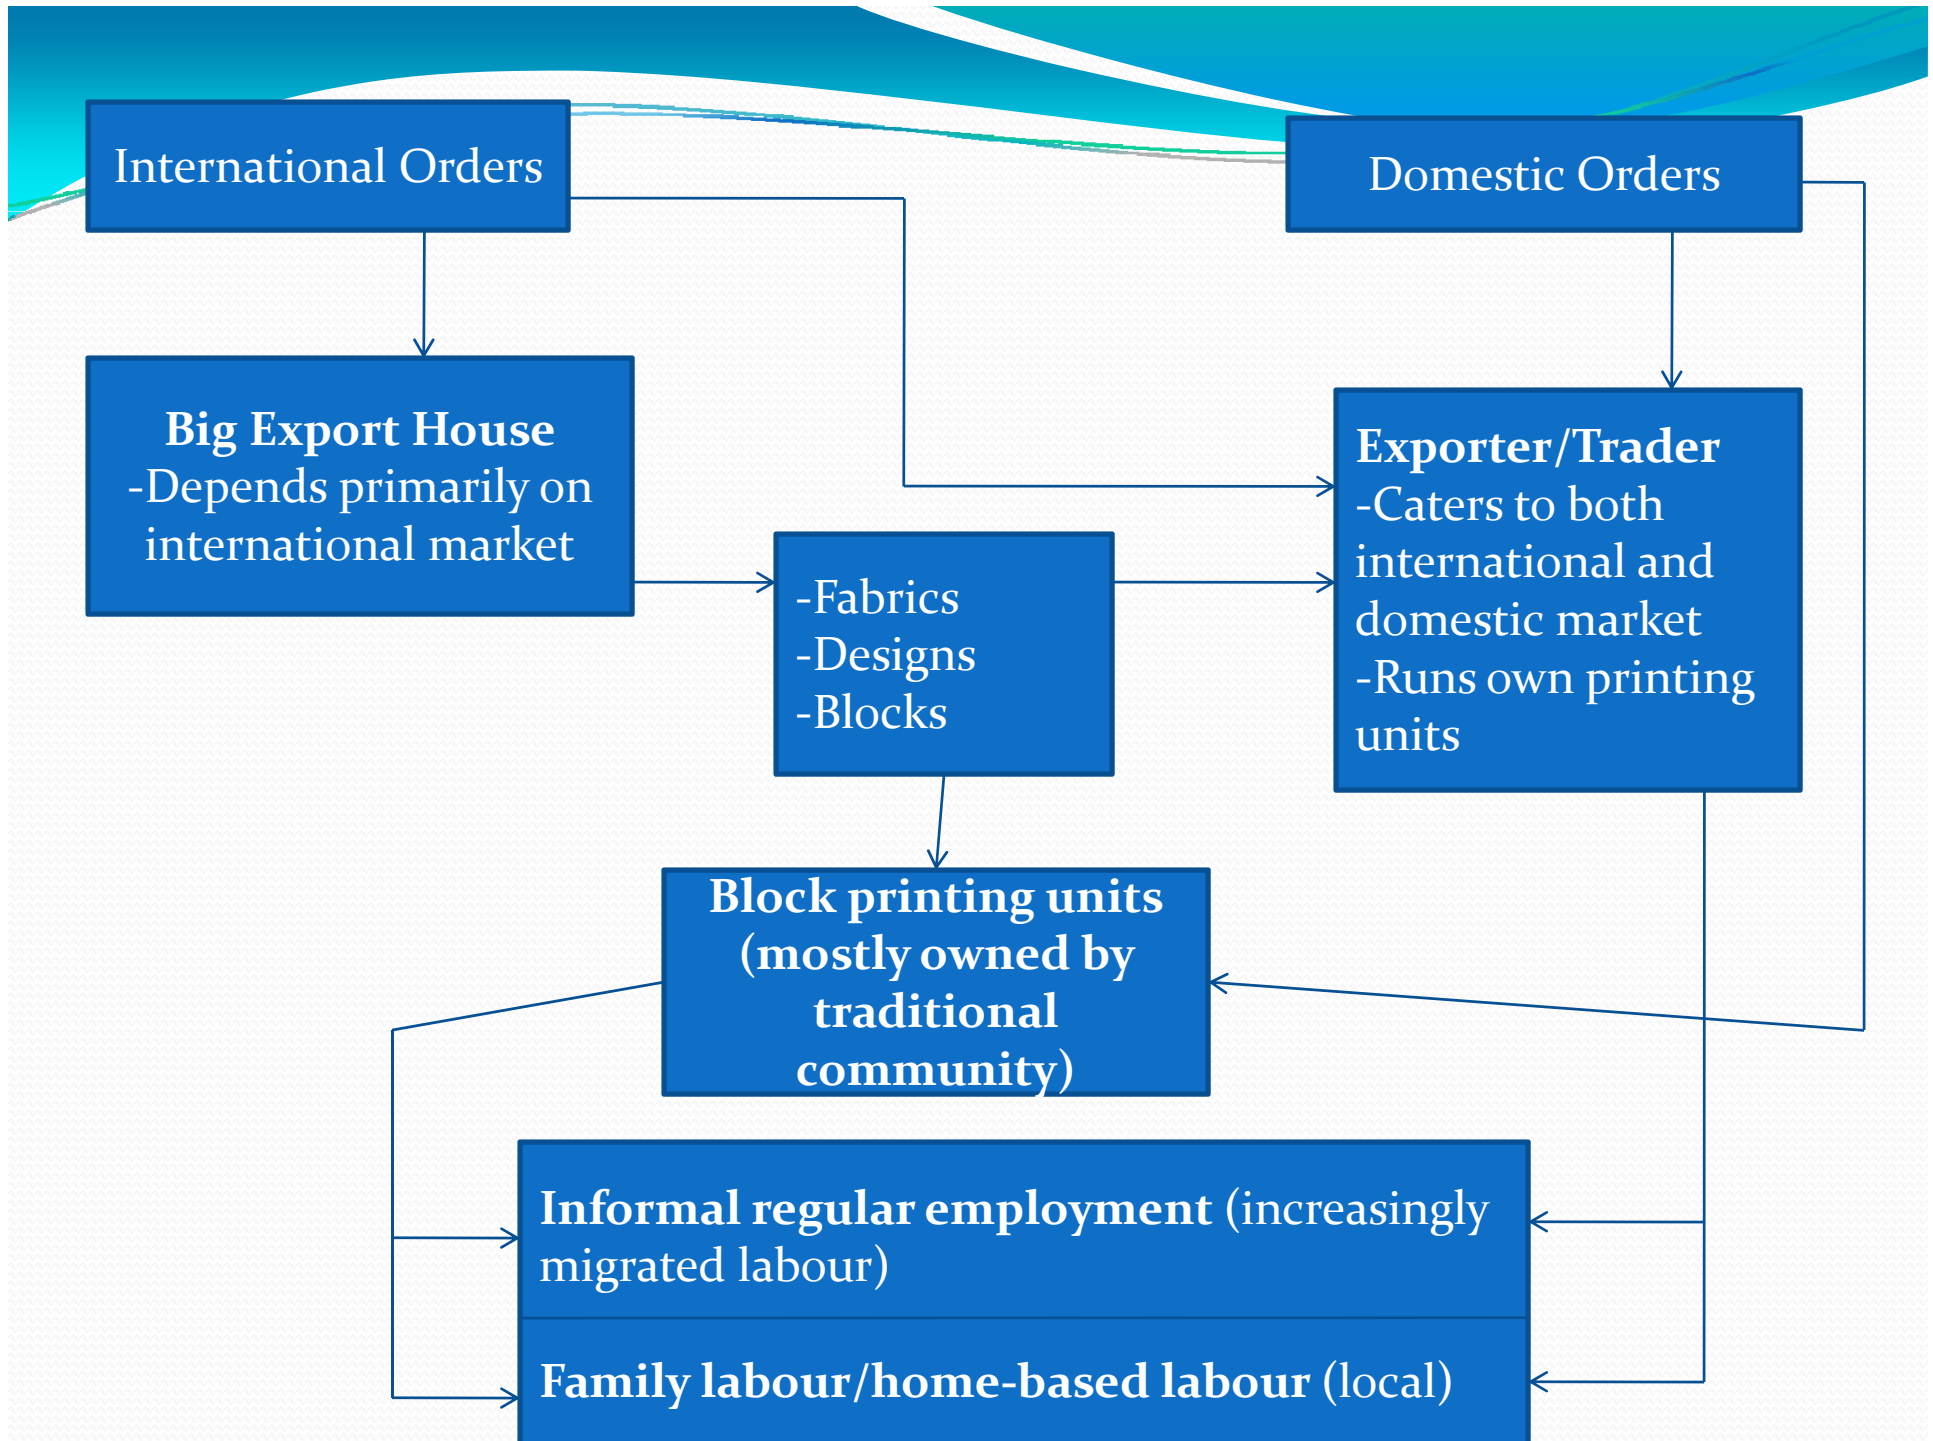 International Orders
Domestic Orders
Big Export House
-Depends primarily on
international market
Exporter/Trader
-Caters to both
international and
domestic market
-Runs own printing
units
-Fabrics
-Designs
-Blocks
Block printing units
(mostly owned by
traditional
community)
Informal regular employment (increasingly
migrated labour)
Family labour/home-based labour (local)